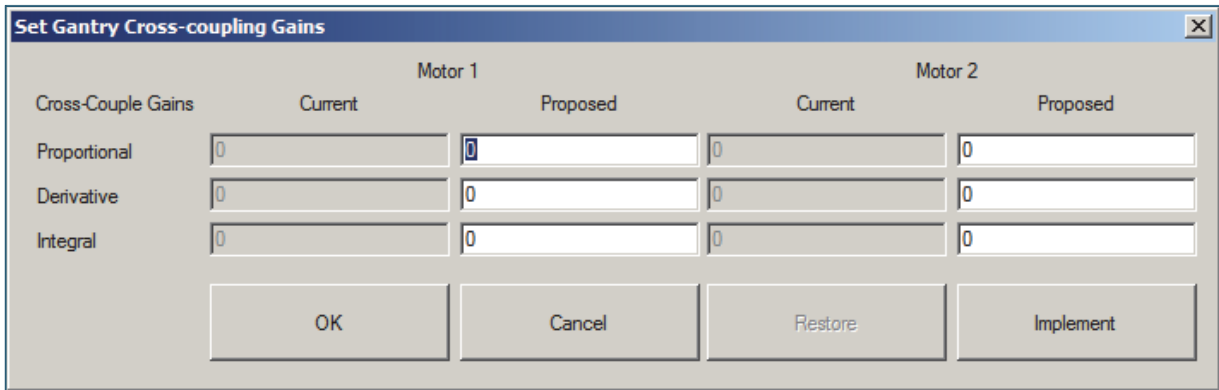 Set Gantry Cross-coupling Gains
Motor 1 Motor 2
Cross-Couple Gains Current Proposed Current Proposed
Proportional 0 0 0 0
Derivative 0 0 0 0
Integral 0 0 0 0
OK Cancel Restore Implement